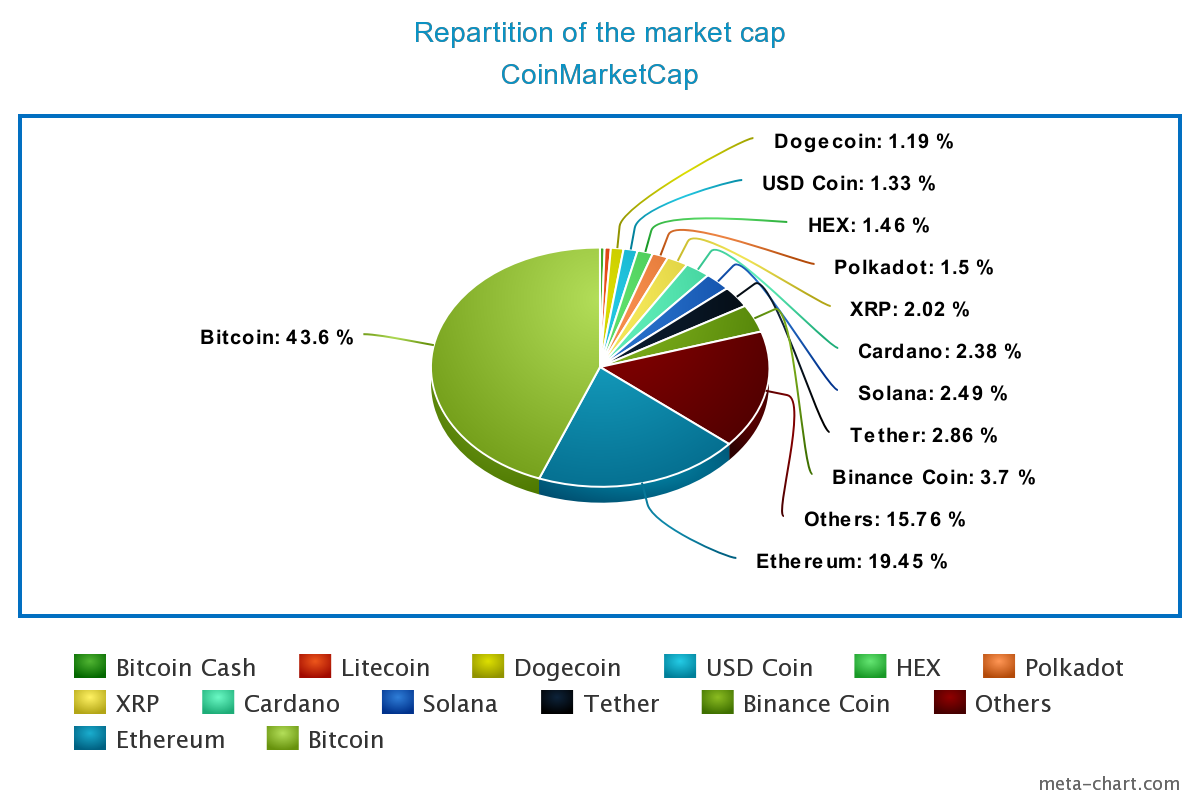 Repartition of the market cap
CoinMarketCap
Dogecoin: 1.19 %
USD Coin: 1.33 %
HEX: 1.46 %
Polkadot: 1.5 %
XRP: 2.02 %
Bitcoin: 43.6 %
Cardano: 2.38 %
Solana: 2.49 %
Tether: 2.86 %
Binance Coin: 3.7 %
Others: 15.76 %
Ethereum: 19.45 %
Bitcoin Cash Litecoin Dogecoin USD Coin HEX Polkadot
XRP Cardano Solana Tether Binance Coin Others
Ethereum Bitcoin
meta-chart.com